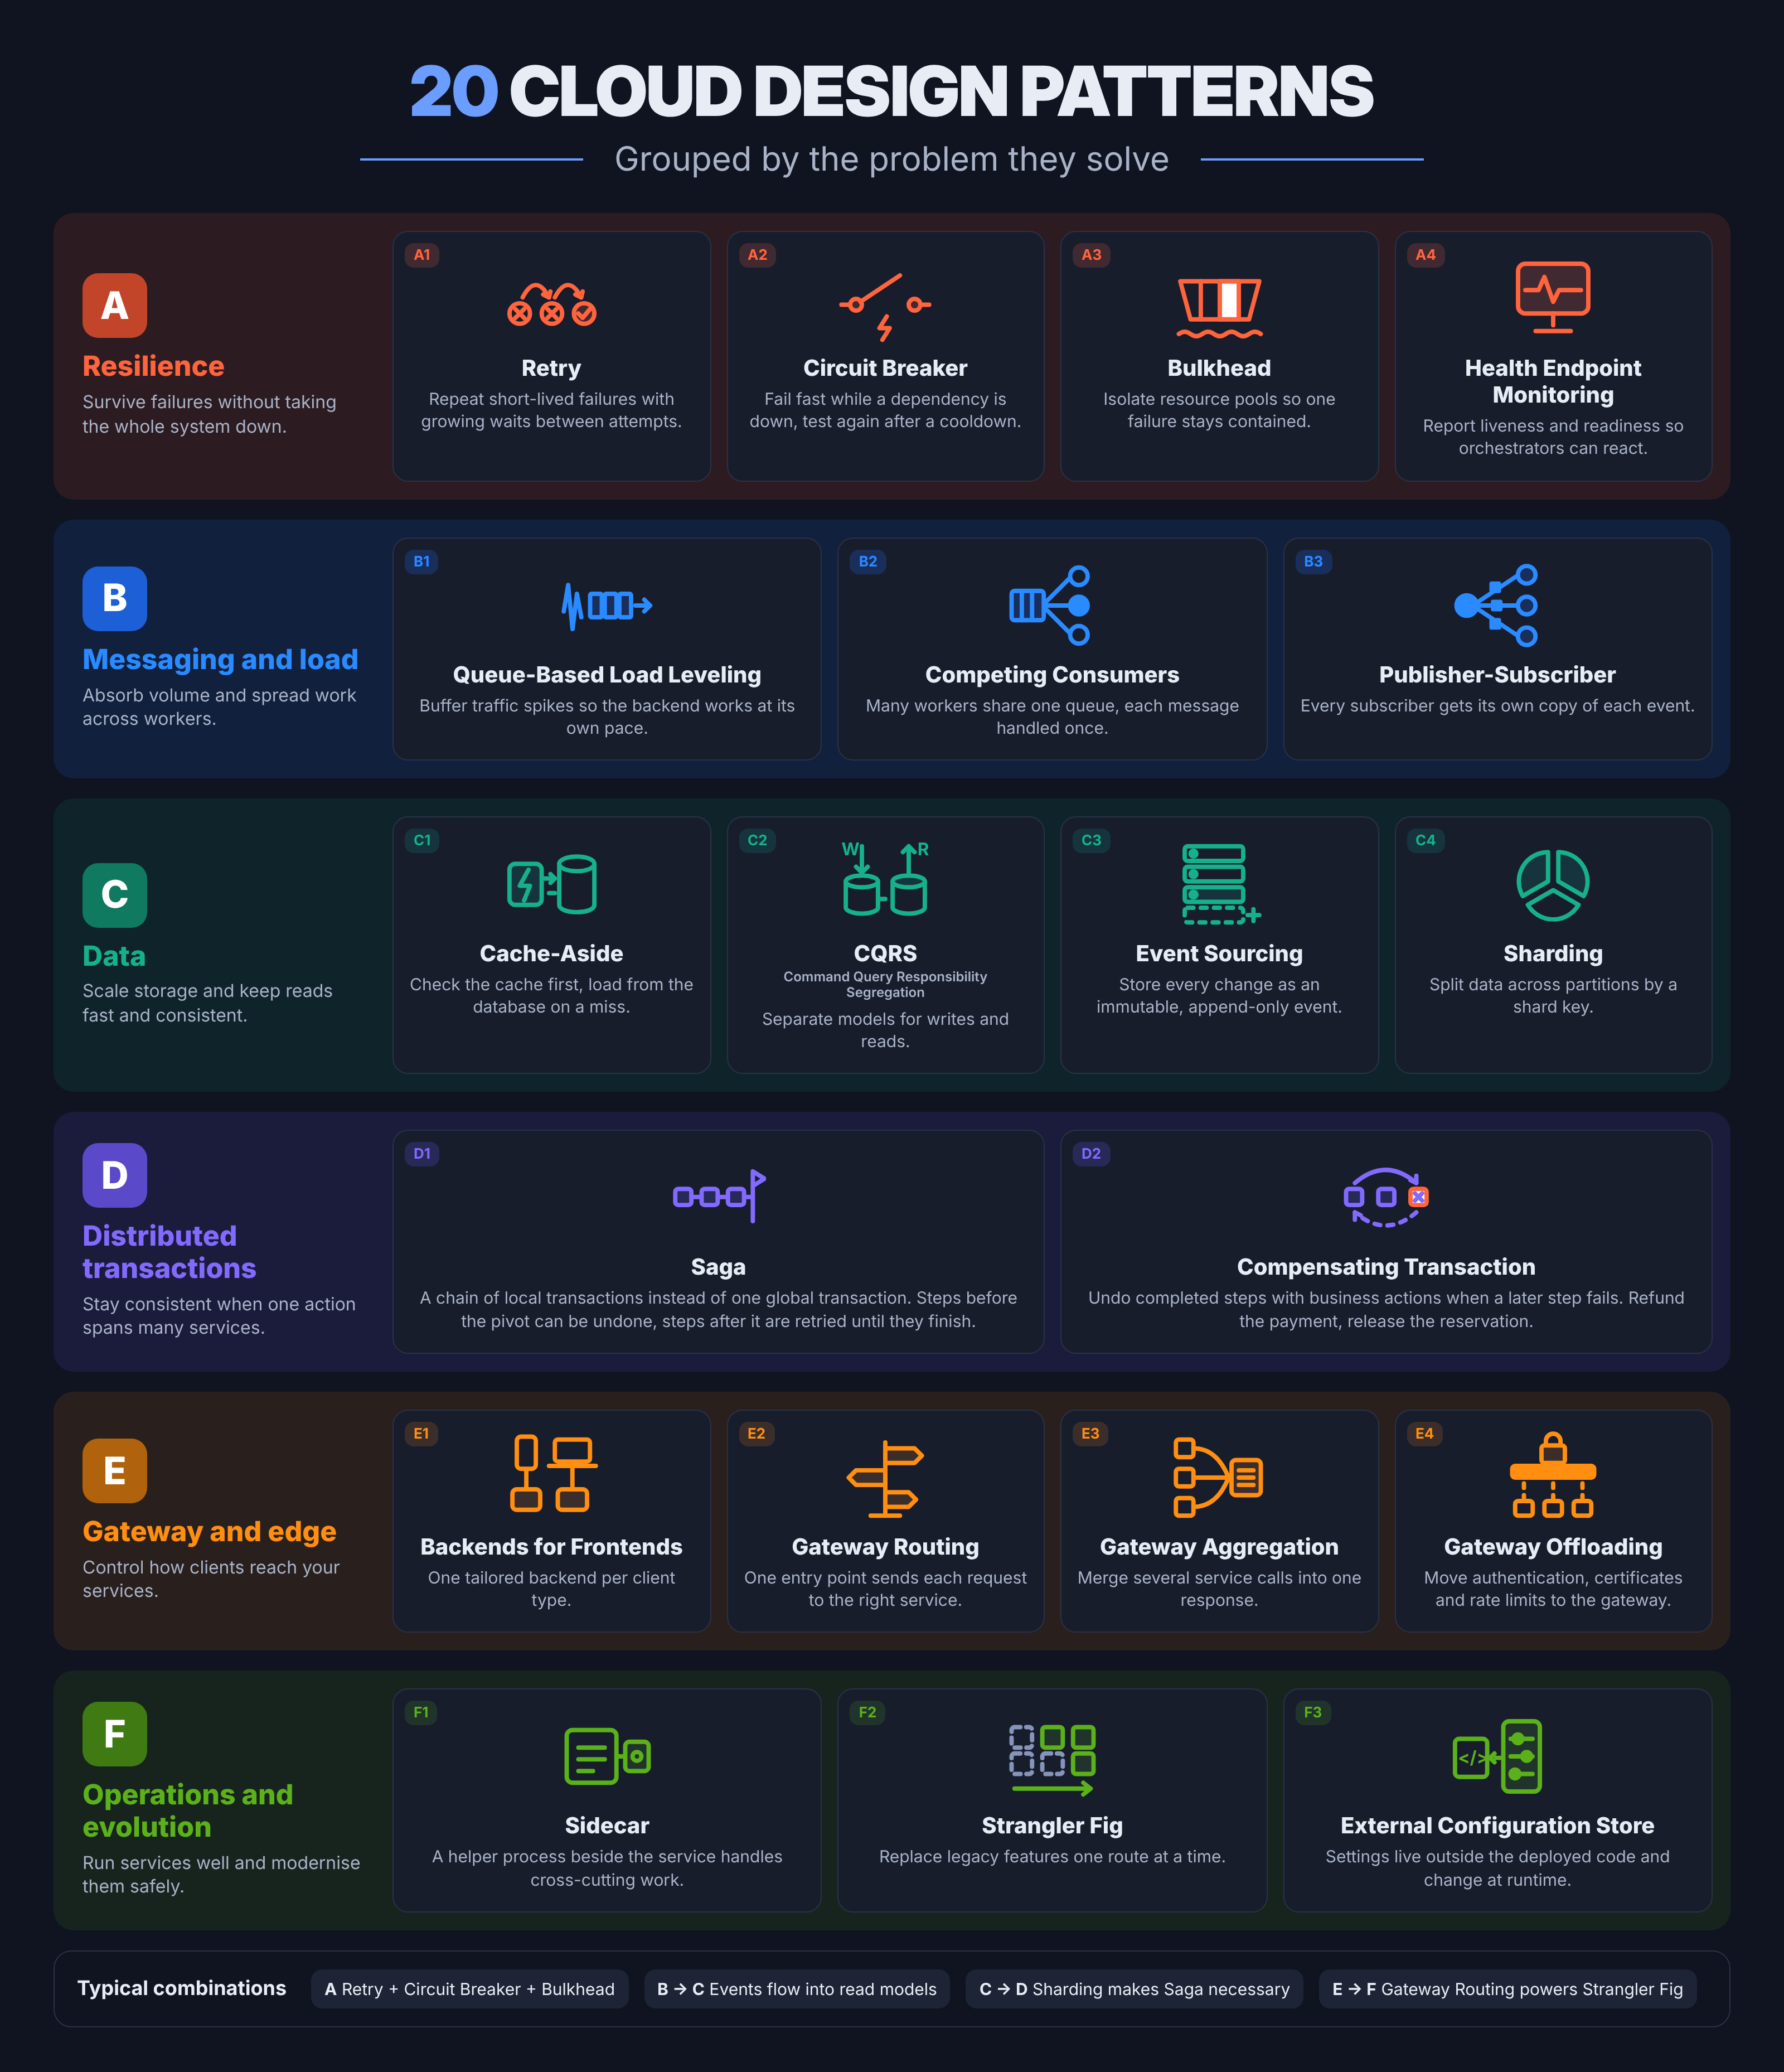 20 CLOUD DESIGN PATTERNS
Grouped by the problem they solve
A
Resilience
Survive failures without taking
the whole system down.
A1
Retry
Repeat short-lived failures with
growing waits between attempts.
A2
Circuit Breaker
Fail fast while a dependency is
down, test again after a cooldown.
A3
Bulkhead
Isolate resource pools so one
failure stays contained.
A4
Health Endpoint
Monitoring
Report liveness and readiness so
orchestrators can react.
B
Messaging and load
Absorb volume and spread work
across workers.
B1
Queue-Based Load Leveling
Buffer traffic spikes so the backend works at its
own pace.
B2
Competing Consumers
Many workers share one queue, each message
handled once.
B3
Publisher-Subscriber
Every subscriber gets its own copy of each event.
C
Data
Scale storage and keep reads
fast and consistent.
C1
Cache-Aside
Check the cache first, load from the
database on a miss.
C2
W R
CQRS
Command Query Responsibility
Segregation
Separate models for writes and
reads.
C3
Event Sourcing
Store every change as an
immutable, append-only event.
C4
Sharding
Split data across partitions by a
shard key.
D
Distributed
transactions
Stay consistent when one action
spans many services.
D1
Saga
A chain of local transactions instead of one global transaction. Steps before
the pivot can be undone, steps after it are retried until they finish.
D2
Compensating Transaction
Undo completed steps with business actions when a later step fails. Refund
the payment, release the reservation.
E
Gateway and edge
Control how clients reach your
services.
E1
Backends for Frontends
One tailored backend per client
type.
E2
Gateway Routing
One entry point sends each request
to the right service.
E3
Gateway Aggregation
Merge several service calls into one
response.
E4
Gateway Offloading
Move authentication, certificates
and rate limits to the gateway.
F
Operations and
evolution
Run services well and modernise
them safely.
F1
Sidecar
A helper process beside the service handles
cross-cutting work.
F2
Strangler Fig
Replace legacy features one route at a time.
F3
</>
External Configuration Store
Settings live outside the deployed code and
change at runtime.
Typical combinations
A Retry + Circuit Breaker + Bulkhead
B → C Events flow into read models
C → D Sharding makes Saga necessary
E → F Gateway Routing powers Strangler Fig